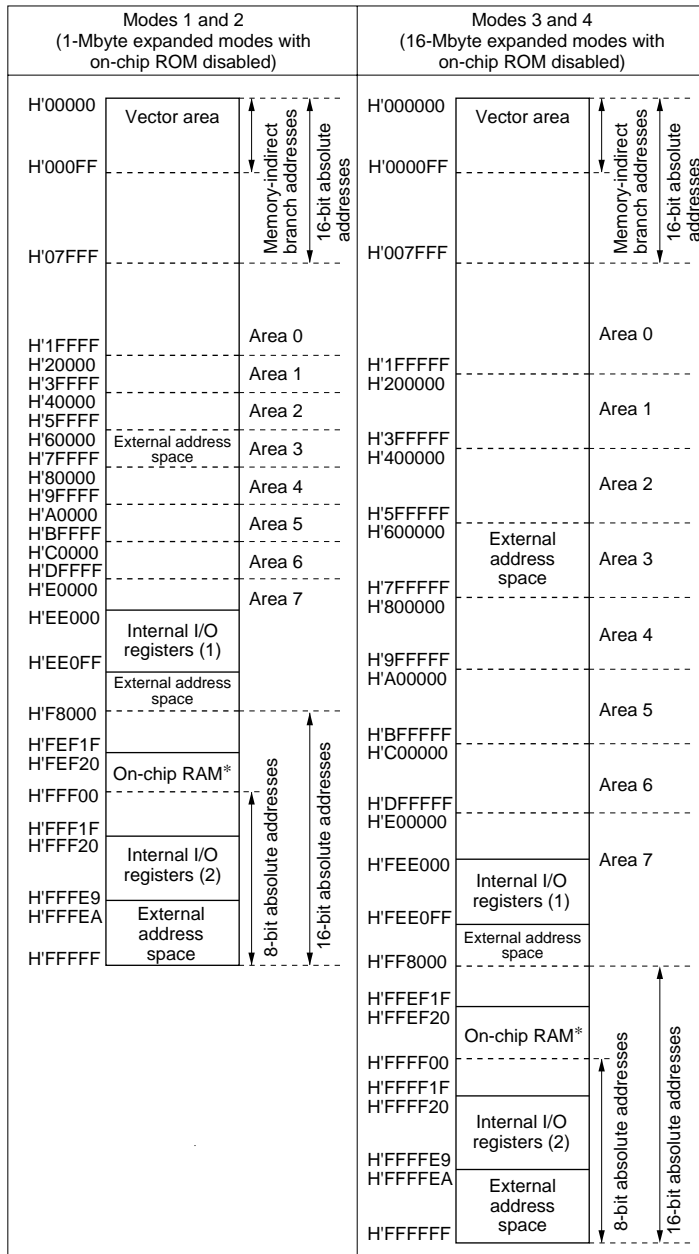 Modes 1 and 2
(1-Mbyte expanded modes with
on-chip ROM disabled)
H'00000
Vector area
H'000FF
H'07FFF
Memory-indirect
branch addresses
16-bit absolute
addresses
H'1FFFF
Area 0
H'20000
H'3FFFF
Area 1
H'40000
H'5FFFF
Area 2
H'60000
H'7FFFF
External address
space
Area 3
H'80000
H'9FFFF
Area 4
H'A0000
H'BFFFF
Area 5
H'C0000
H'DFFFF
Area 6
H'E0000
Area 7
H'EE000
Internal I/O
registers (1)
H'EE0FF
External address
space
H'F8000
H'FEF1F
H'FEF20
On-chip RAM*
H'FFF00
H'FFF1F
H'FFF20
Internal I/O
registers (2)
H'FFFE9
H'FFFEA
External
address
space
H'FFFFF
8-bit absolute addresses
16-bit absolute addresses
Modes 3 and 4
(16-Mbyte expanded modes with
on-chip ROM disabled)
H'000000
Vector area
H'0000FF
H'007FFF
Memory-indirect
branch addresses
16-bit absolute
addresses
Area 0
H'1FFFFF
H'200000
Area 1
H'3FFFFF
H'400000
Area 2
H'5FFFFF
H'600000
External
address
space
Area 3
H'7FFFFF
H'800000
Area 4
H'9FFFFF
H'A00000
Area 5
H'BFFFFF
H'C00000
Area 6
H'DFFFFF
H'E00000
Area 7
H'FEE000
Internal I/O
registers (1)
H'FEE0FF
External address
space
H'FF8000
H'FFEF1F
H'FFEF20
On-chip RAM*
H'FFFF00
H'FFFF1F
H'FFFF20
Internal I/O
registers (2)
H'FFFFE9
H'FFFFEA
External
address
space
H'FFFFFF
8-bit absolute addresses
16-bit absolute addresses